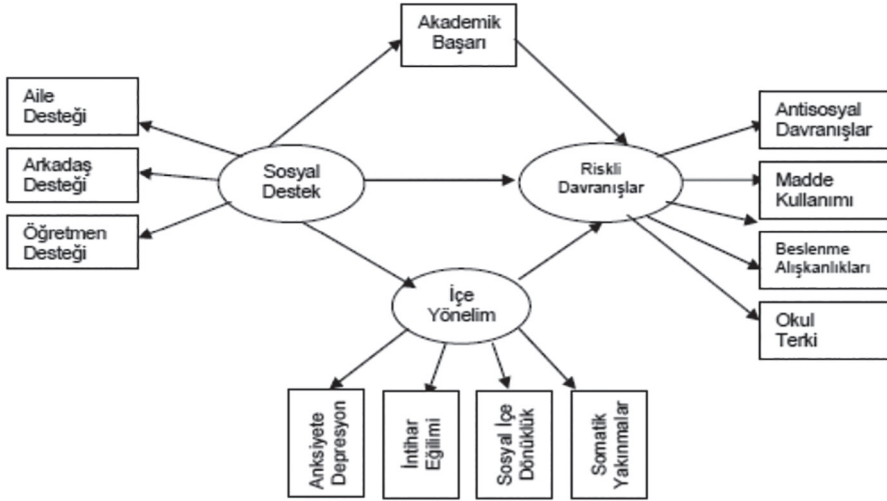 Akademik
Başarı
Aile
Desteği
Arkadaş
Desteği
Öğretmen
Desteği
Sosyal
Destek
Riskli
Davranışlar
Antisosyal
Davranışlar
Madde
Kullanımı
Beslenme
Alışkanlıkları
Okul
Terki
İçe
Yönelim
Anksiyete
Depresyon
İntihar
Eğilimi
Sosyal İçe
Dönüklük
Somatik
Yakınmalar